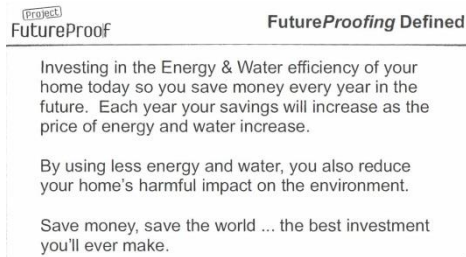 Project
FutureProof
FutureProofing Defined
Investing in the Energy & Water efficiency of your
home today so you save money every year in the
future. Each year your savings will increase as the
price of energy and water increase.
By using less energy and water, you also reduce
your home's harmful impact on the environment.
Save money, save the world ... the best investment
you'll ever make.